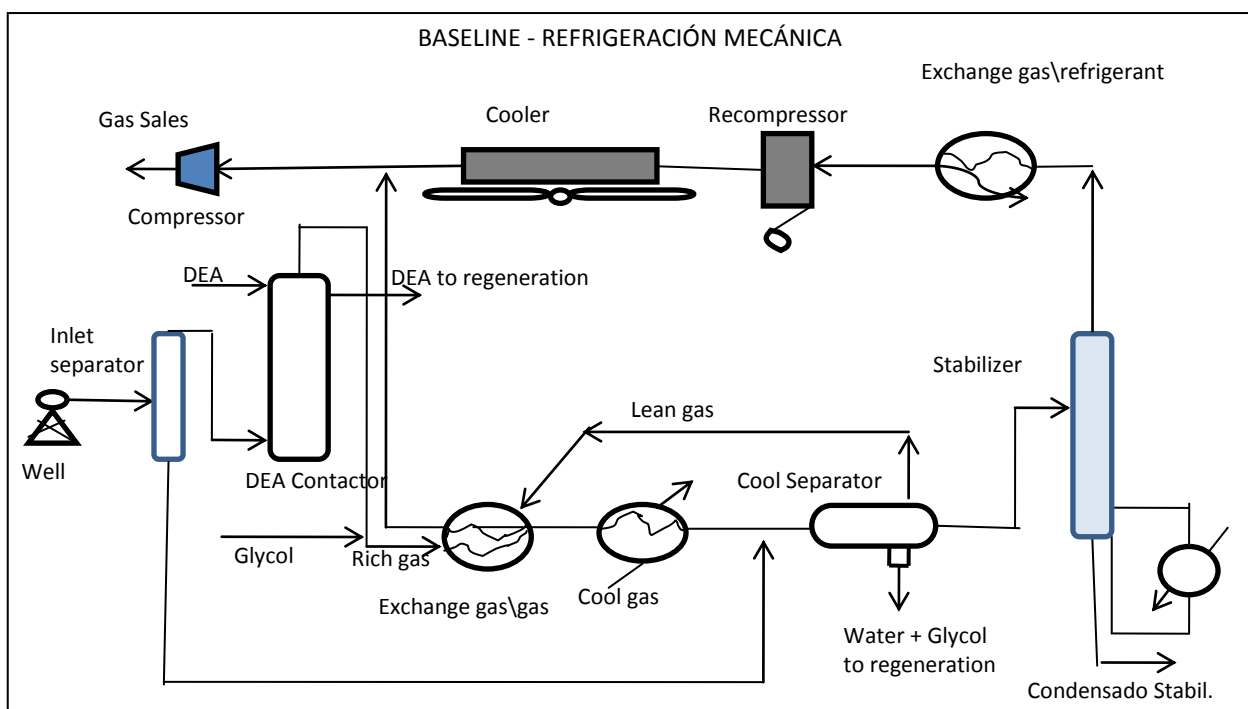 BASELINE - REFRIGERACIÓN MECÁNICA
Exchange gas\refrigerant
Gas Sales
Cooler
Recompressor
Compressor
DEA
DEA to regeneration
Inlet
separator
Stabilizer
Lean gas
Well
DEA Contactor
Cool Separator
Glycol
Rich gas
Cool gas
Exchange gas\gas
Water + Glycol
to regeneration
Condensado Stabil.